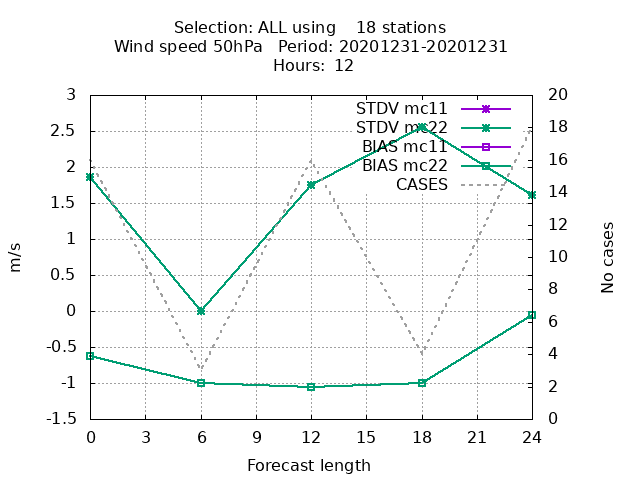 Selection: ALL using    18 stations
Wind speed 50hPa   Period: 20201231-20201231
Hours: 12
3
2.5
2
1.5
1
0.5
0
-0.5
-1
-1.5
m/s
STDV mc11
STDV mc22
BIAS mc11
BIAS mc22
CASES
20
18
16
14
12
10
8
6
4
2
0
No cases
0 3 6 9 12 15 18 21 24
Forecast length